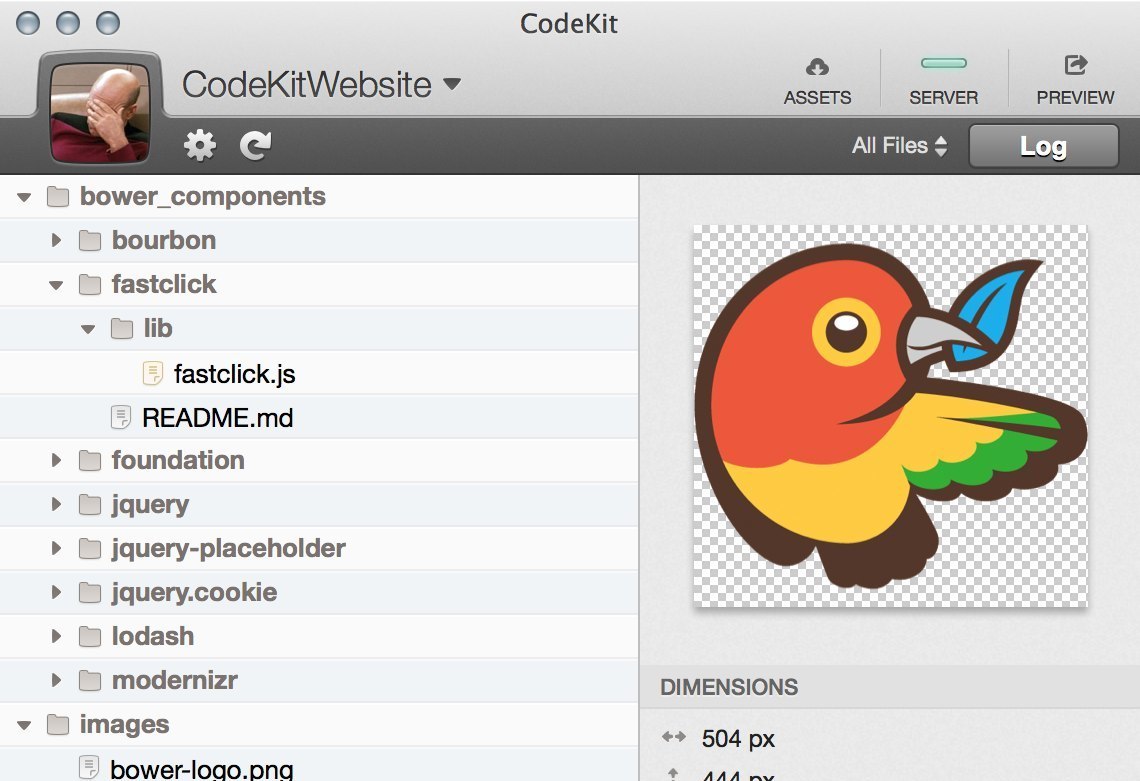 CodeKit
CodeKitWebsite
ASSETS
SERVER
PREVIEW
All Files
Log
bower_components
bourbon
fastclick
lib
fastclick.js
README.md
foundation
jquery
jquery-placeholder
jquery.cookie
lodash
modernizr
images
bower-logo.png
DIMENSIONS
504 px
444 px